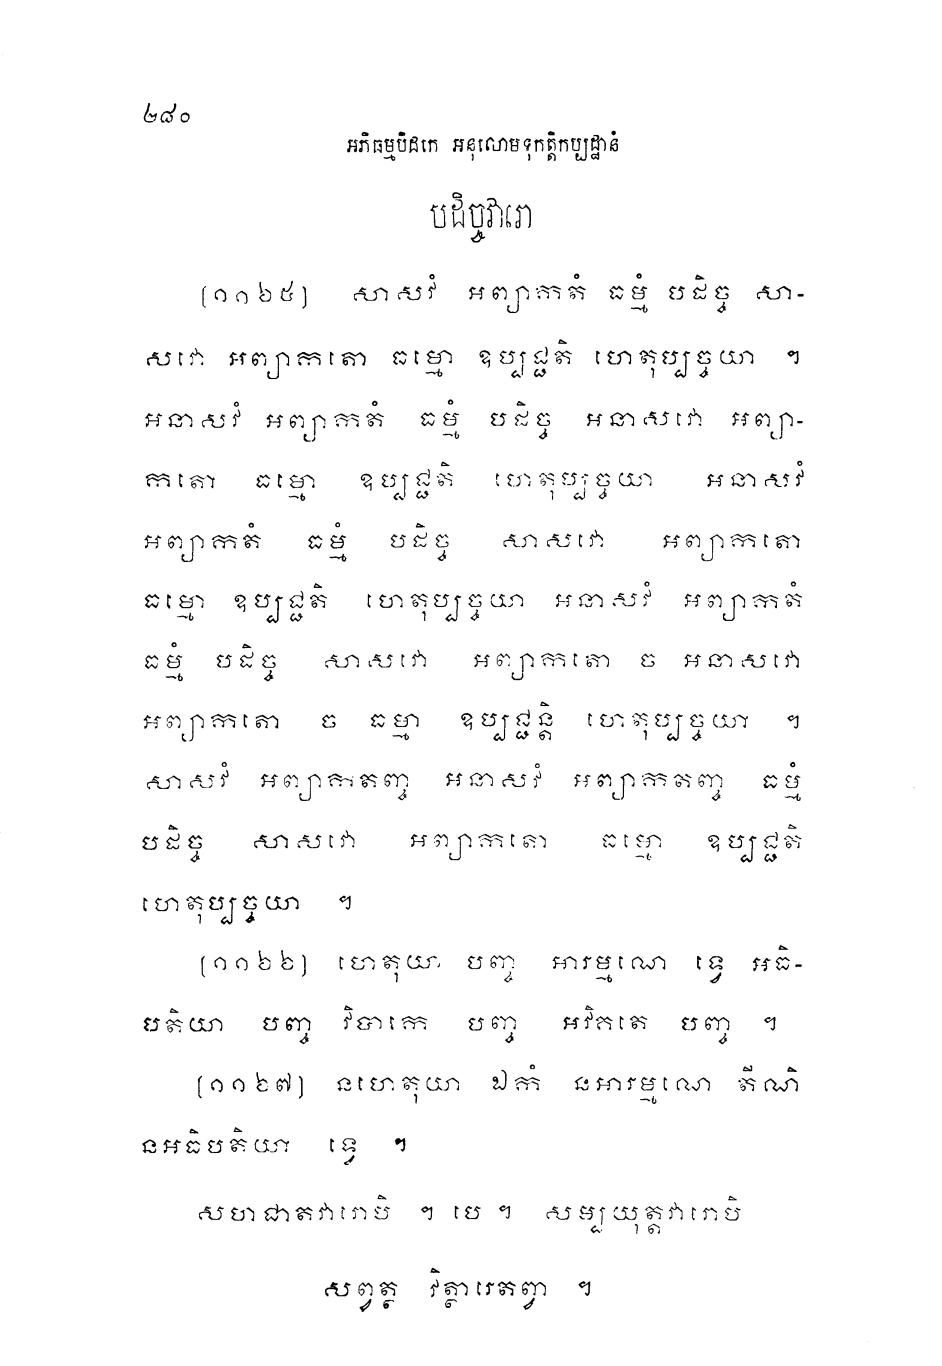 ២៨០
អភិធម្មបិដកេ អនុលោមទុកត្តិកប្បដ្ឋានំ
បដិច្ចវារោ
[១១៦៥] សាសវំ អព្យាកតំ ធម្មំ បដិច្ច សា-
សវោ អព្យាកតោ ធម្មោ ឧប្បជ្ជតិ ហេតុប្បច្ចយា ។
អនាសវំ អព្យាកតំ ធម្មំ បដិច្ច អនាសវោ អព្យា-
កតោ ធម្មោ ឧប្បជ្ជតិ ហេតុប្បច្ចយា អនាសវំ
អព្យាកតំ ធម្មំ បដិច្ច សាសវោ អព្យាកតោ
ធម្មោ ឧប្បជ្ជតិ ហេតុប្បច្ចយា អនាសវំ អព្យាកតំ
ធម្មំ បដិច្ច សាសវោ អព្យាកតោ ច អនាសវោ
អព្យាកតោ ច ធម្មា ឧប្បជ្ជន្តិ ហេតុប្បច្ចយា ។
សាសវំ អព្យាកតញ្ច អនាសវំ អព្យាកតញ្ច ធម្មំ
បដិច្ច សាសវោ អព្យាកតោ ធម្មោ ឧប្បជ្ជតិ
ហេតុប្បច្ចយា ។
[១១៦៦] ហេតុយា បញ្ច អារម្មណេ ទ្វេ អធិ-
បតិយា បញ្ច វិបាកេ បញ្ច អវិគតេ បញ្ច ។
[១១៦៧] នហេតុយា ឯកំ នអារម្មណេ តីណិ
នអធិបតិយា ទ្វេ ។
សហជាតវារោបិ ។ បេ ។ សម្បយុត្តវារោបិ
សព្វត្ថ វិត្ថារេតព្វា ។